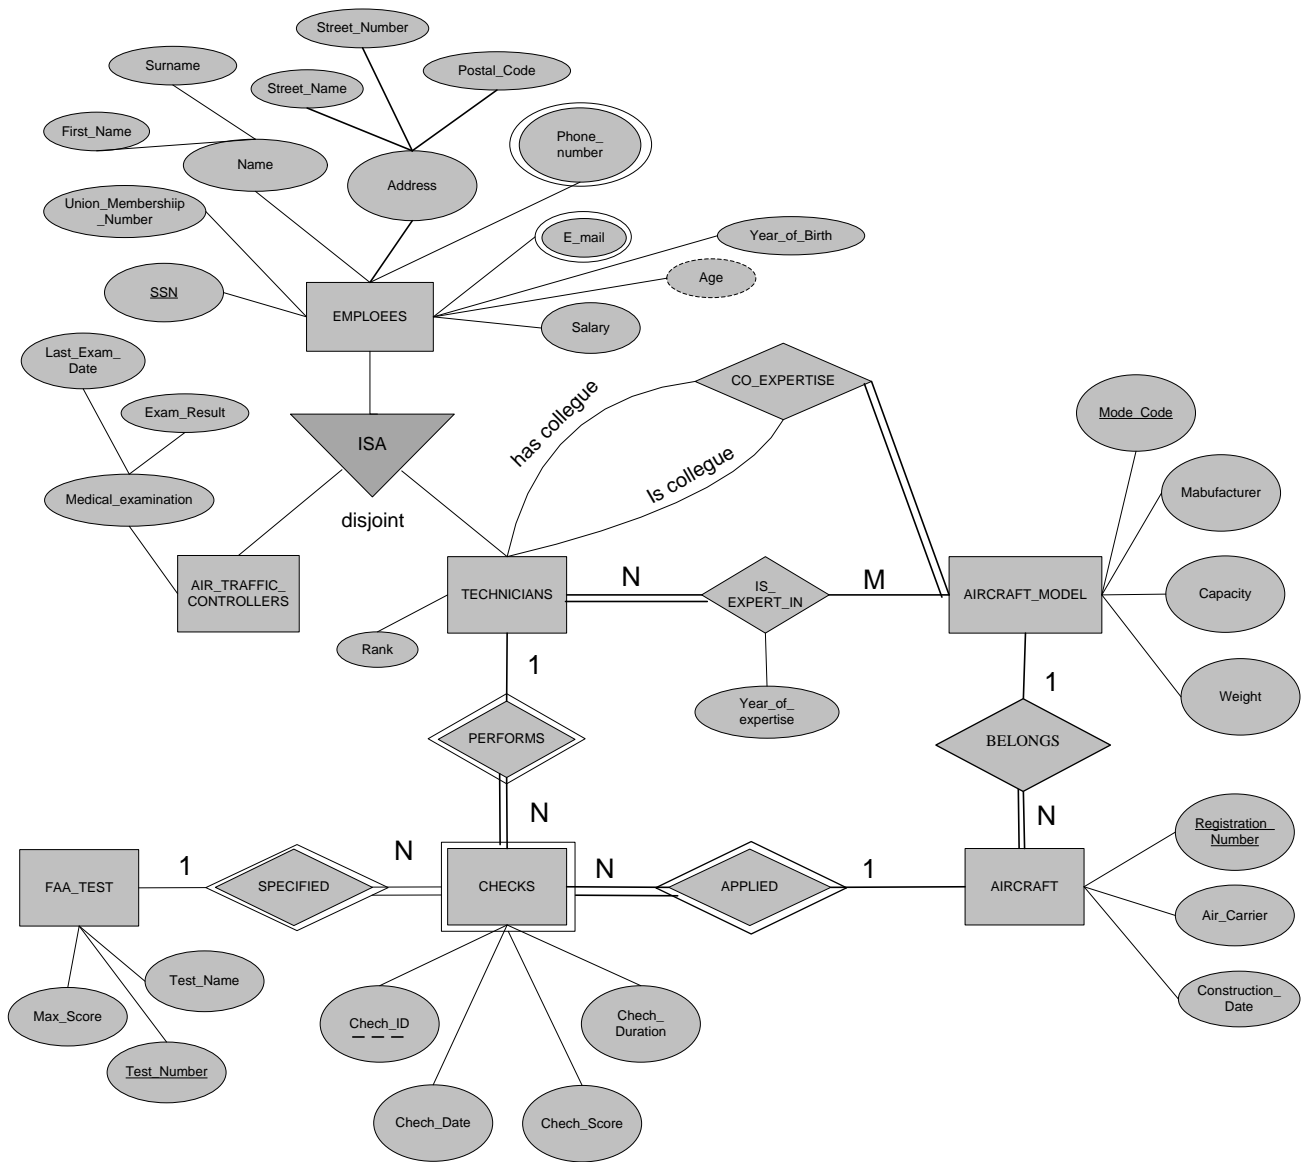 Street_Number
Surname
Postal_Code
Street_Name
First_Name
Phone_
number
Name
Address
Union_Membershiip
_Number
E_mail
Year_of_Birth
Age
SSN
EMPLOEES
Salary
Last_Exam_
Date
CO_EXPERTISE
Exam_Result
has collegue
Mode_Code
ISA
Is collegue
Medical_examination
Mabufacturer
disjoint
AIR_TRAFFIC_
CONTROLLERS
TECHNICIANS
N
IS_
EXPERT_IN
M
AIRCRAFT_MODEL
Capacity
Rank
1
Year_of_
expertise
1
Weight
PERFORMS
BELONGS
N
N
Registration_
Number
1
N
N
1
FAA_TEST
SPECIFIED
CHECKS
APPLIED
AIRCRAFT
Air_Carrier
Test_Name
Construction_
Date
Max_Score
Chech_ID
Chech_
Duration
Test_Number
Chech_Date
Chech_Score